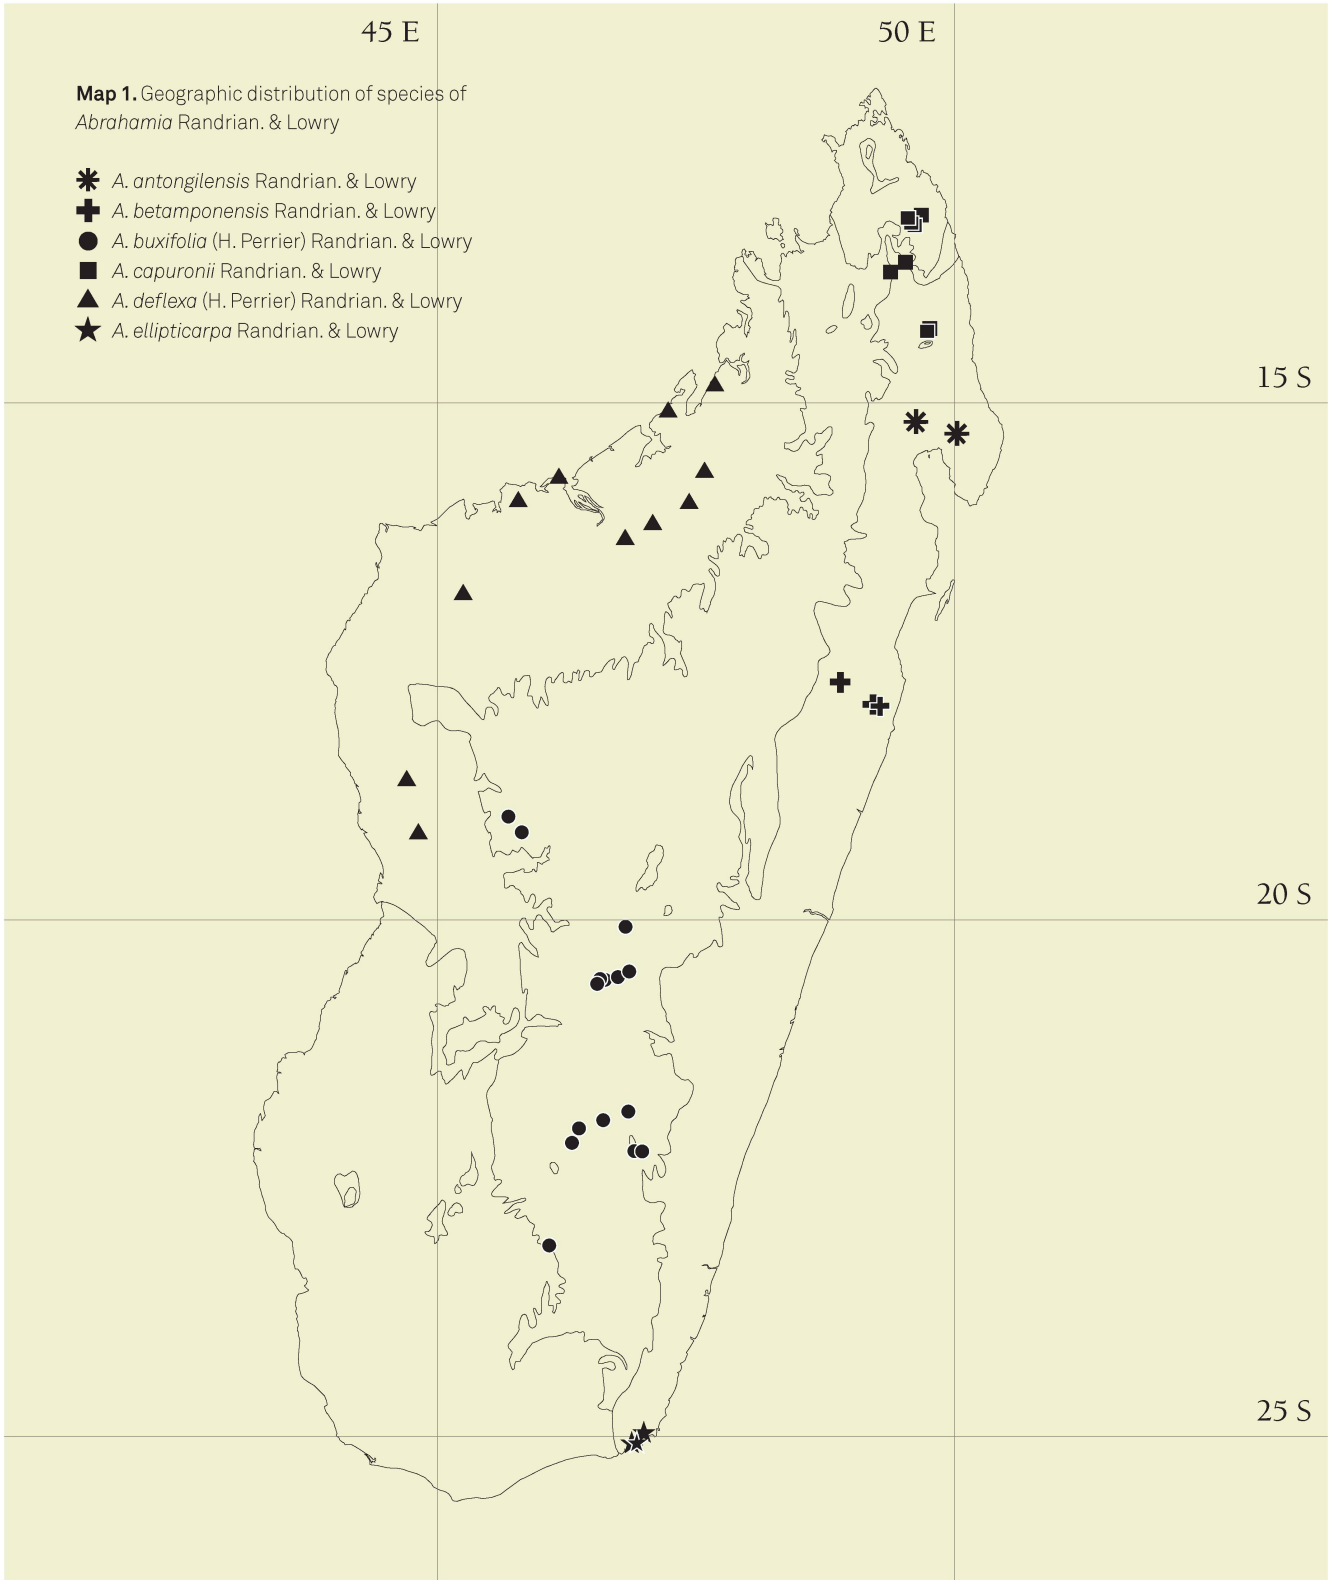 45 E
50 E
Map 1. Geographic distribution of species of
Abrahamia Randrian. & Lowry
A. antongilensis Randrian. & Lowry
A. betamponensis Randrian. & Lowry
A. buxifolia (H. Perrier) Randrian. & Lowry
A. capuronii Randrian. & Lowry
A. deflexa (H. Perrier) Randrian. & Lowry
A. ellipticarpa Randrian. & Lowry
15 S
20 S
25 S